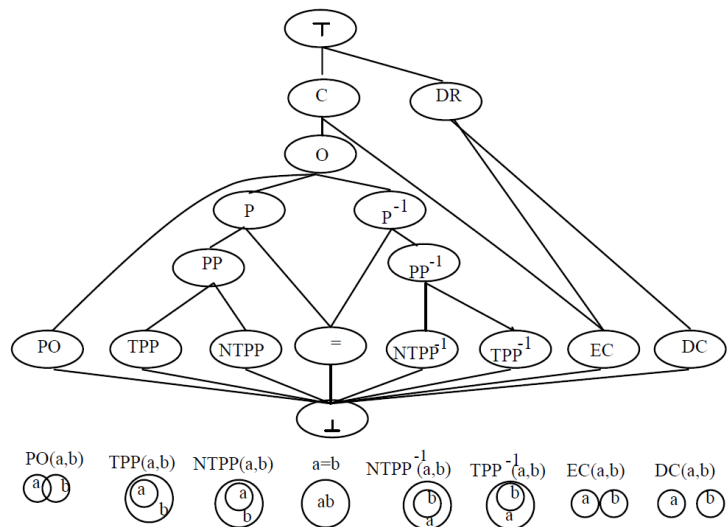 ⊤
C DR
O
P P⁻¹
PP PP⁻¹
PO TPP NTPP = NTPP⁻¹ TPP⁻¹ EC DC
⊥
PO(a,b) TPP(a,b) NTPP(a,b) a=b NTPP⁻¹(a,b) TPP⁻¹(a,b) EC(a,b) DC(a,b)
a b a b a b ab b a b a a b a b